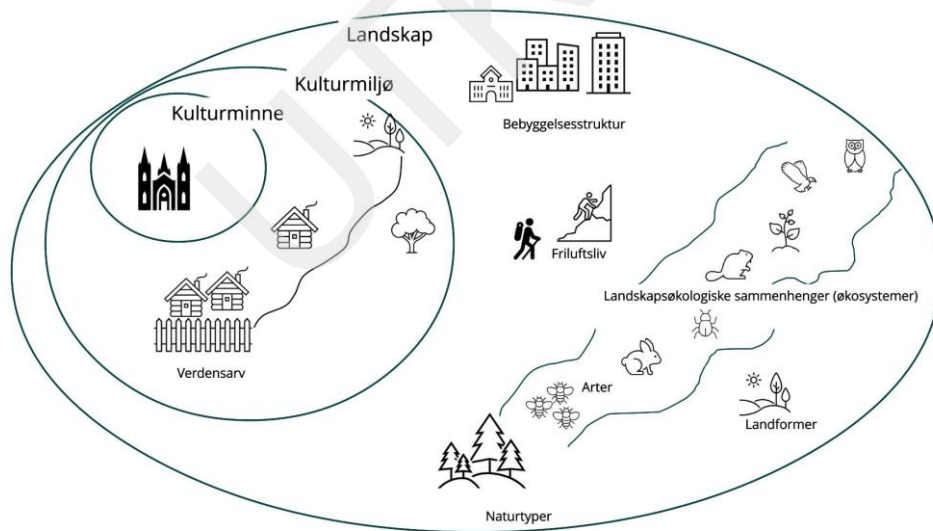 Landskap
Kulturmiljø
Kulturminne
Bebyggelsesstruktur
Friluftsliv
Landskapsøkologiske sammenhenger (økosystemer)
Verdensarv
Arter
Landformer
Naturtyper